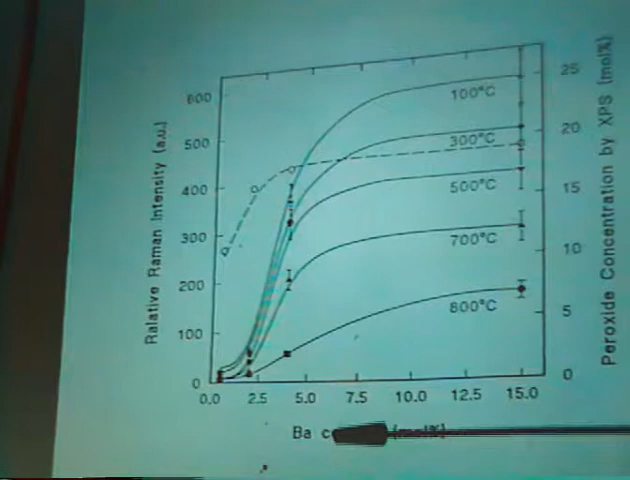 Ralative Raman Intensity (a.u.)
600
500
400
300
200
100
0
100°C
300°C
500°C
700°C
800°C
25
20
15
10
5
0
Peroxide Concentration by XPS (mol%)
0.0 2.5 5.0 7.5 10.0 12.5 15.0
Ba (mol%)